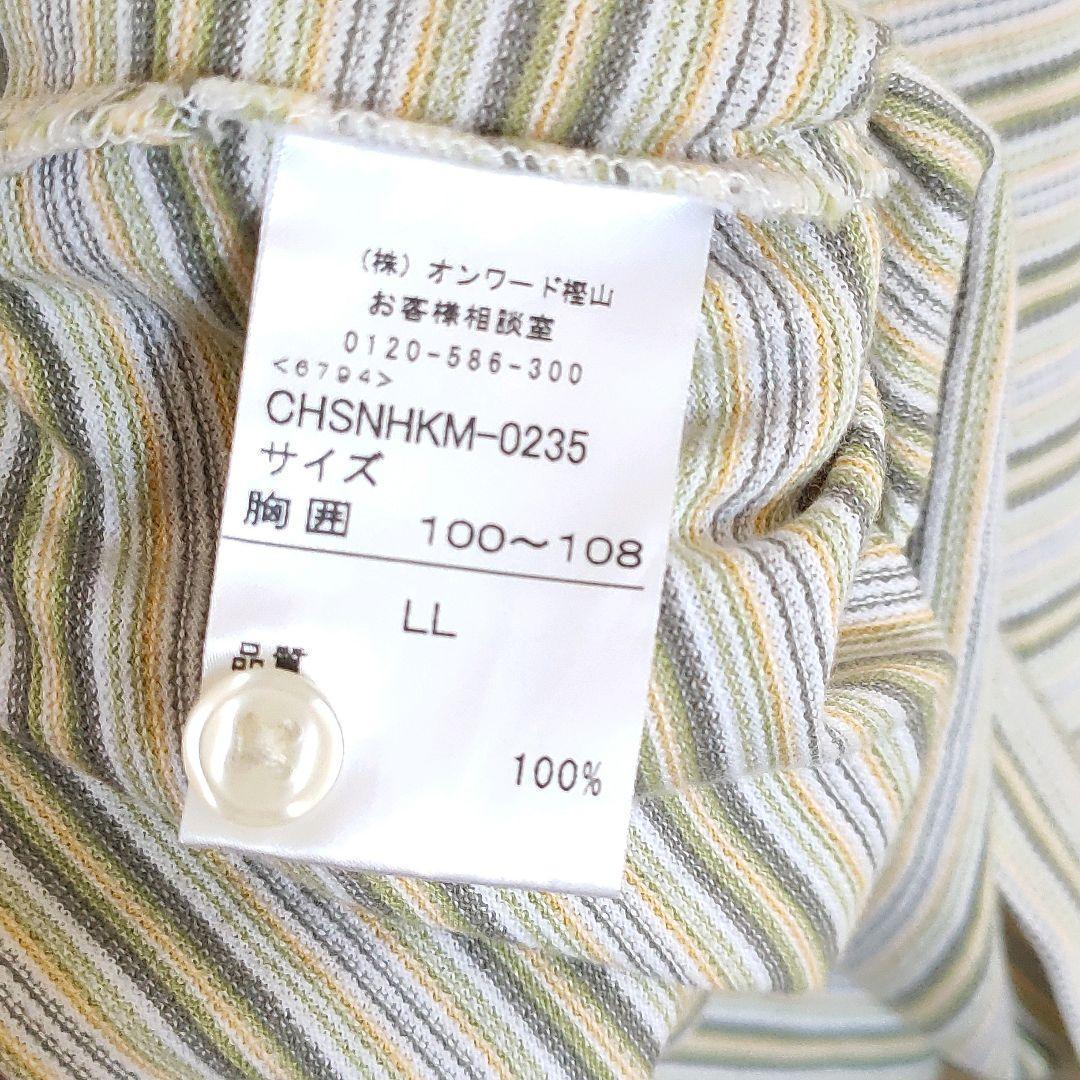 （株）オンワード樫山
お客様相談室
0120-586-300
<6794>
CHSNHKM-0235
サイズ
胸囲 100～108
LL
品質
100%